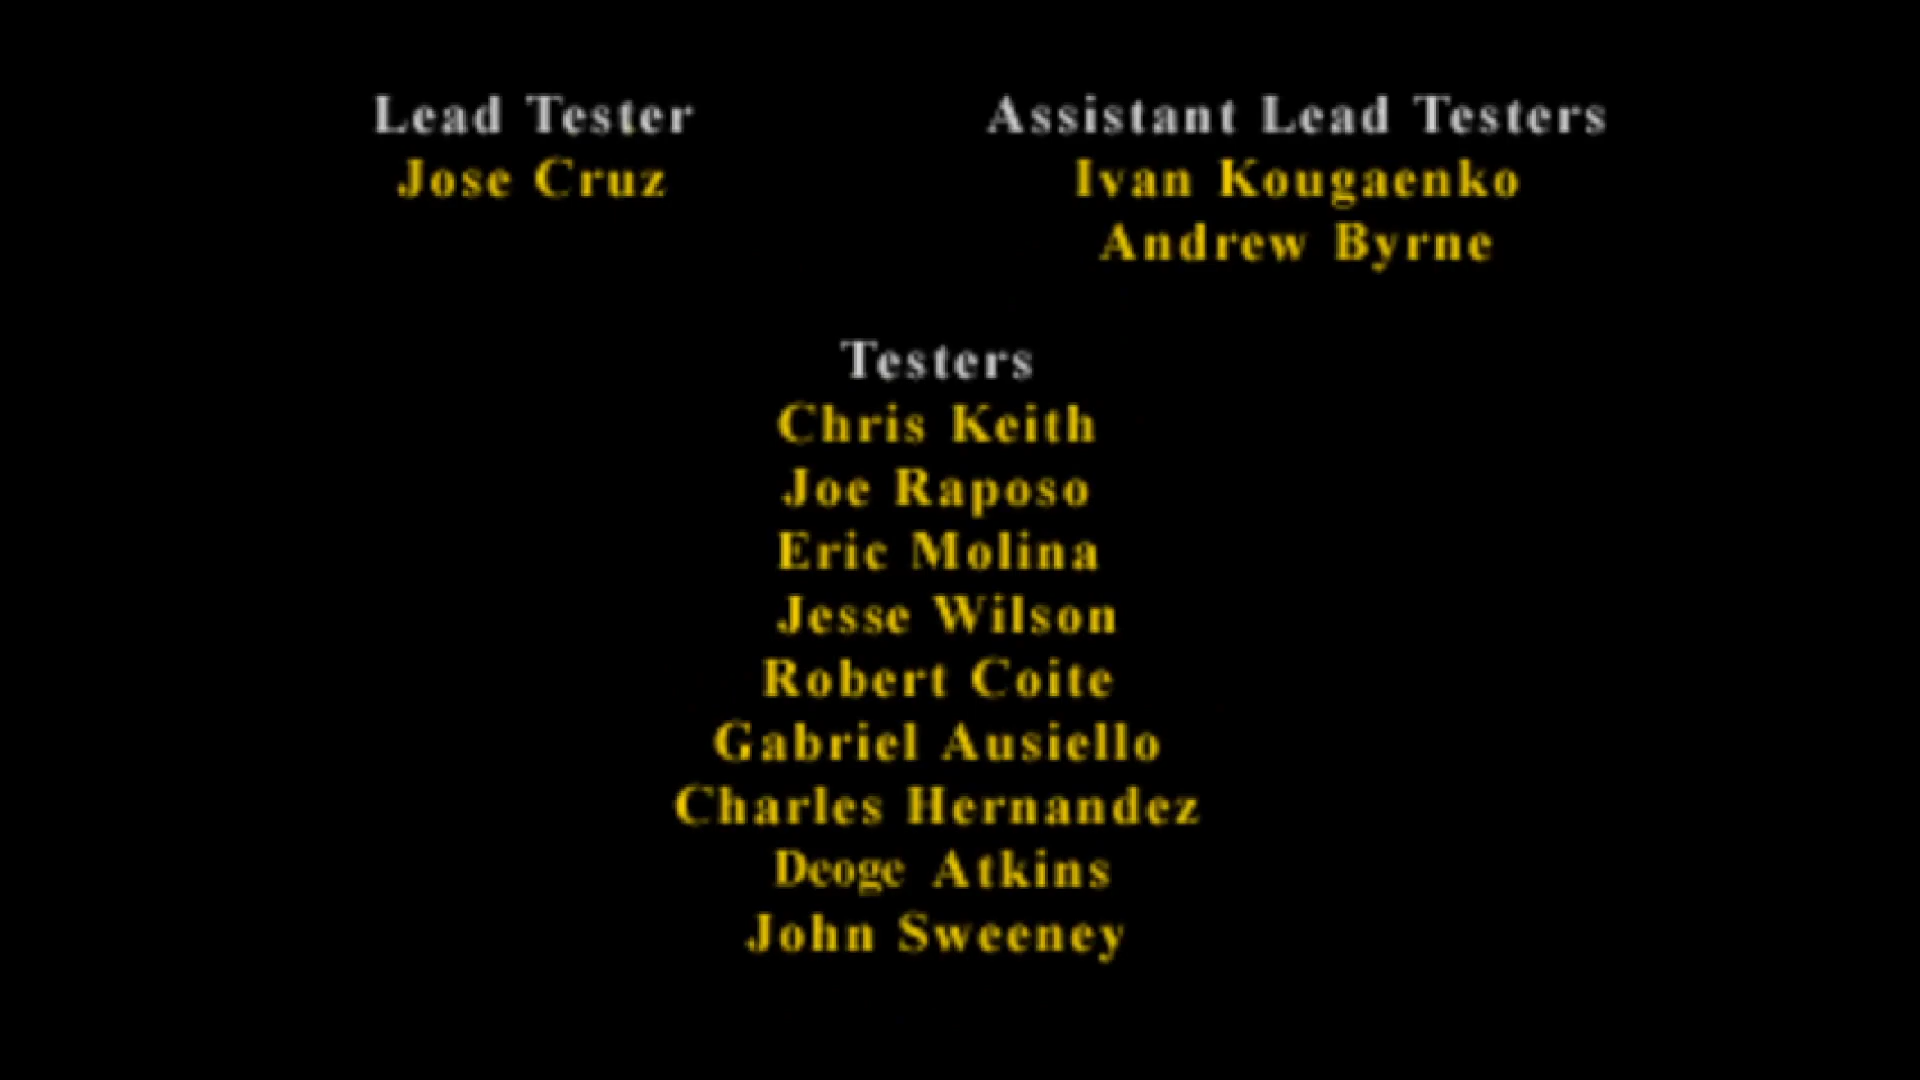 Lead Tester
Jose Cruz
Assistant Lead Testers
Ivan Kougaenko
Andrew Byrne
Testers
Chris Keith
Joe Raposo
Eric Molina
Jesse Wilson
Robert Coite
Gabriel Ausiello
Charles Hernandez
Deoge Atkins
John Sweeney